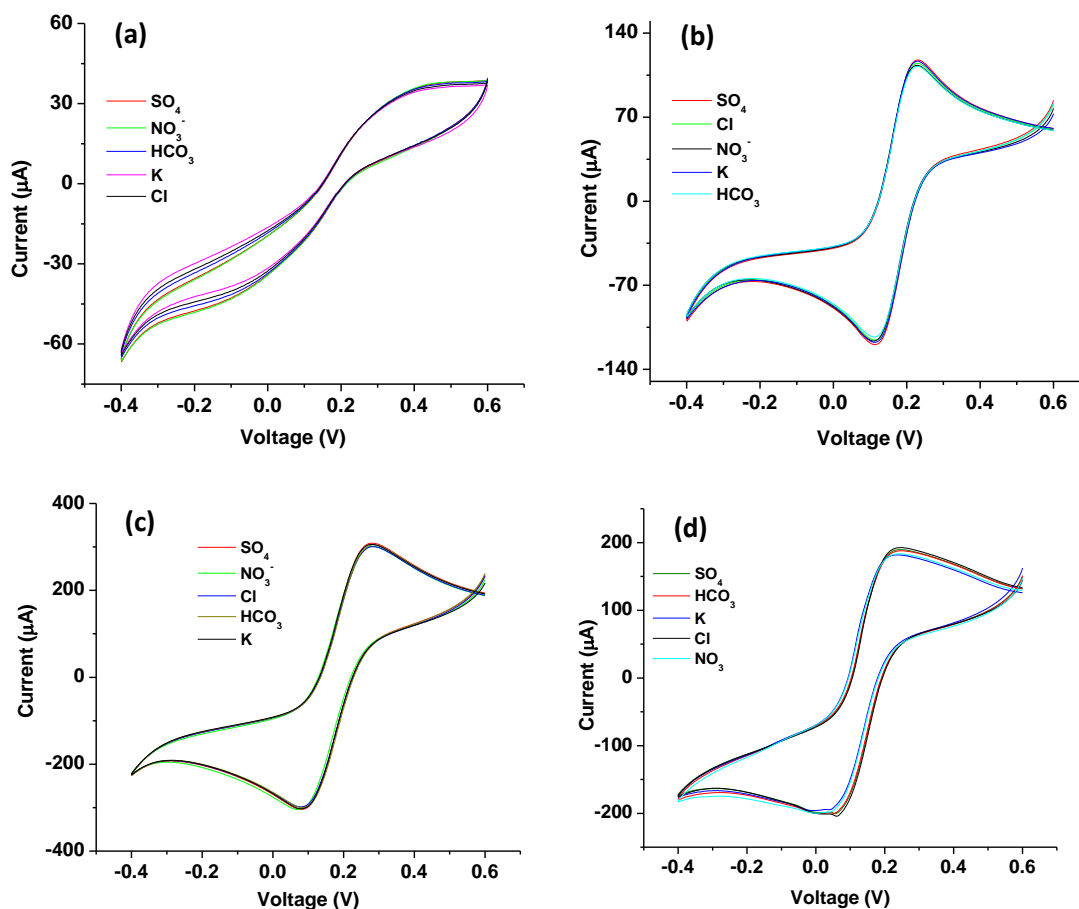 (a)
60
30
0
-30
-60
Current (µA)
SO₄
NO₃⁻
HCO₃
K
Cl
-0.4 -0.2 0.0 0.2 0.4 0.6
Voltage (V)
(b)
140
70
0
-70
-140
Current (µA)
SO₄
Cl
NO₃⁻
K
HCO₃
-0.4 -0.2 0.0 0.2 0.4 0.6
Voltage (V)
(c)
400
200
0
-200
-400
Current (µA)
SO₄
NO₃⁻
Cl
HCO₃
K
-0.4 -0.2 0.0 0.2 0.4 0.6
Voltage (V)
(d)
200
100
0
-100
-200
Current (µA)
SO₄
HCO₃
K
Cl
NO₃
-0.4 -0.2 0.0 0.2 0.4 0.6
Voltage (V)